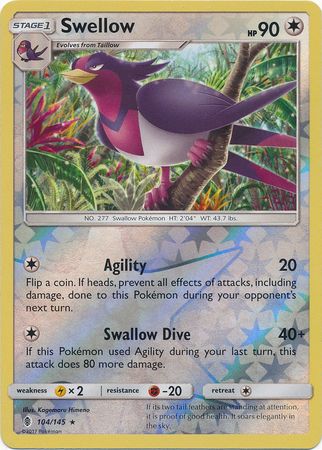 STAGE1
Swellow
HP 90
Evolves from Taillow
NO. 277 Swallow Pokémon HT: 2'04" WT: 43.7 lbs.
Agility 20
Flip a coin. If heads, prevent all effects of attacks, including
damage, done to this Pokémon during your opponent's
next turn.
Swallow Dive 40+
If this Pokémon used Agility during your last turn, this
attack does 80 more damage.
weakness × 2 resistance -20 retreat
Illus. Kagemaru Himeno
104/145
©2017 Pokémon
If its two tail feathers are standing at attention,
it is proof of good health. It soars elegantly
in the sky.